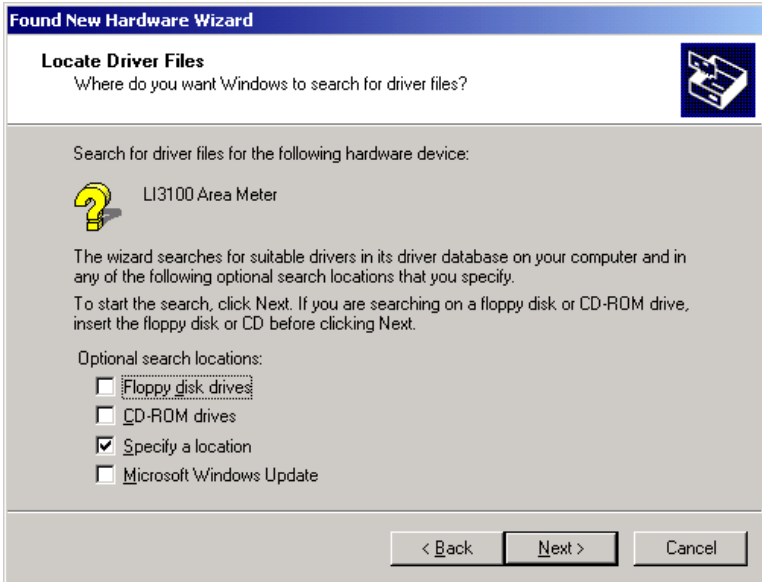 Found New Hardware Wizard
Locate Driver Files
Where do you want Windows to search for driver files?
Search for driver files for the following hardware device:
LI3100 Area Meter
The wizard searches for suitable drivers in its driver database on your computer and in
any of the following optional search locations that you specify.
To start the search, click Next. If you are searching on a floppy disk or CD-ROM drive,
insert the floppy disk or CD before clicking Next.
Optional search locations:
Floppy disk drives
CD-ROM drives
Specify a location
Microsoft Windows Update
< Back Next > Cancel